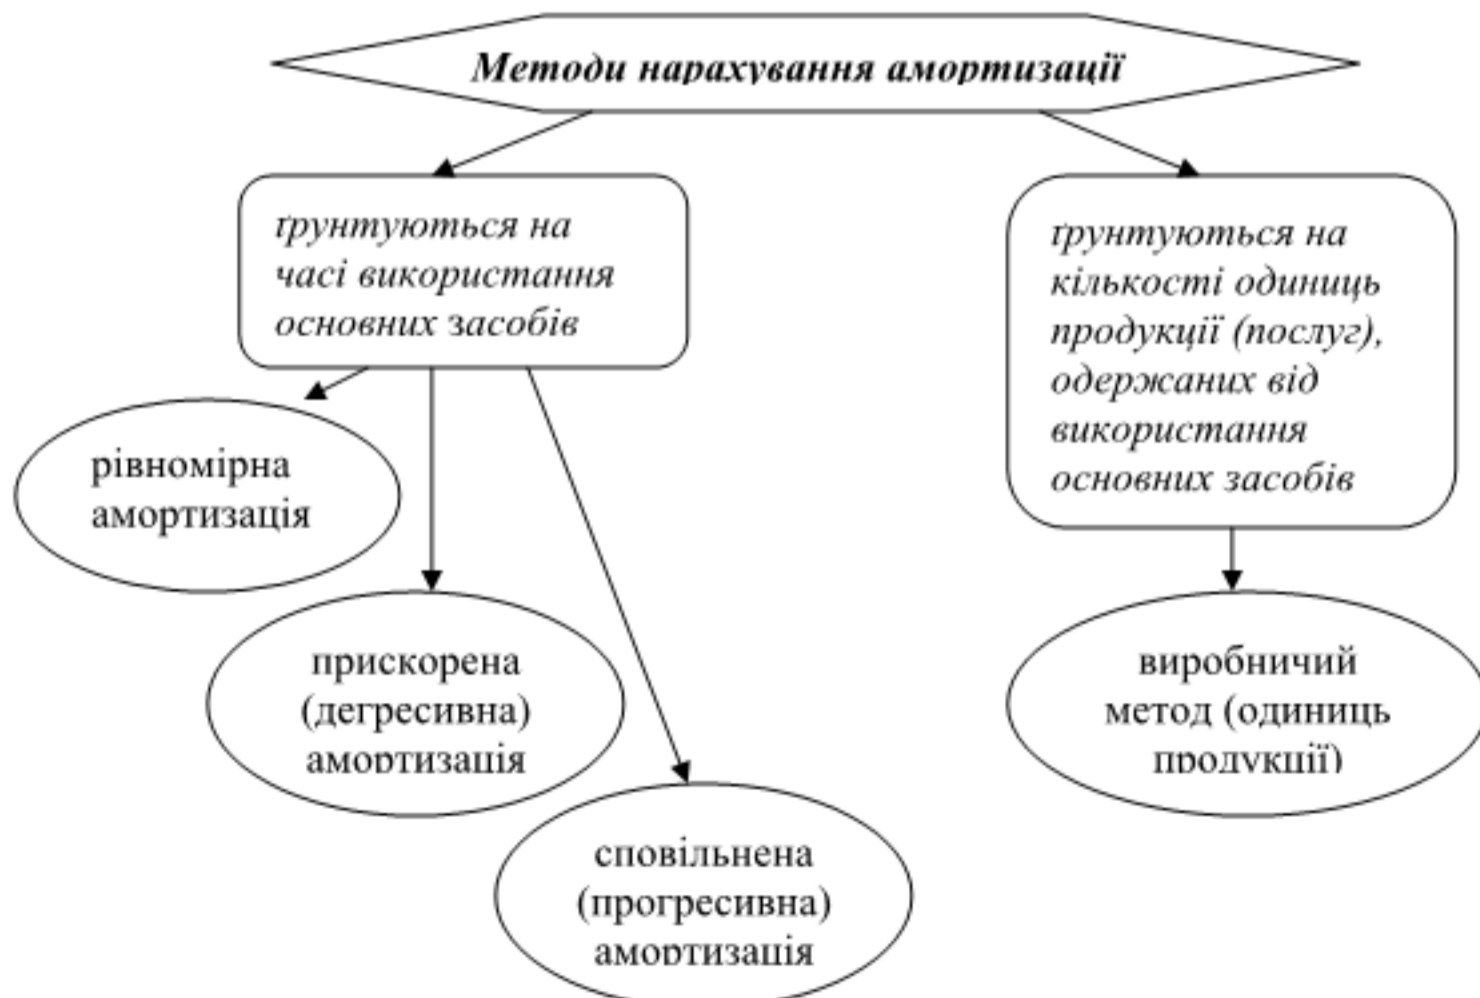 Методи нарахування амортизації
ґрунтуються на
часі використання
основних засобів
ґрунтуються на
кількості одиниць
продукції (послуг),
одержаних від
використання
основних засобів
рівномірна
амортизація
прискорена
(дегресивна)
амортизація
виробничий
метод (одиниць
продукції)
сповільнена
(прогресивна)
амортизація